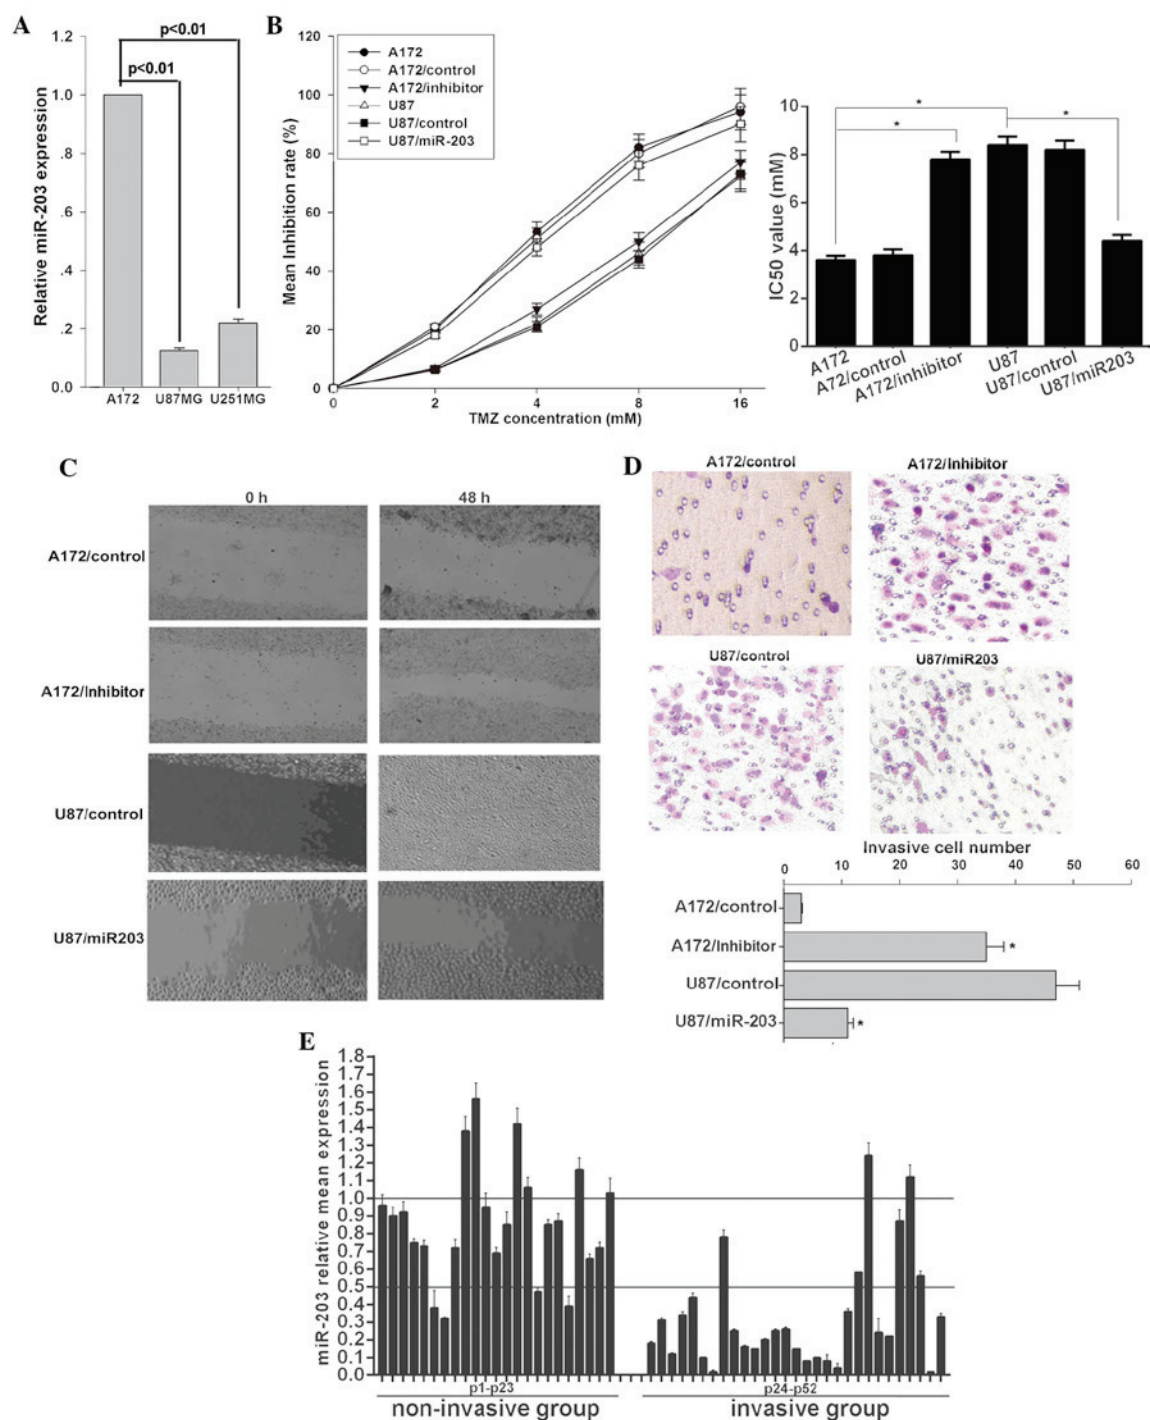 A
Relative miR-203 expression
1.2
1.0
.8
.6
.4
.2
0.0
p<0.01
p<0.01
A172
U87MG
U251MG
B
Mean Inhibition rate (%)
120
100
80
60
40
20
0
A172
A172/control
A172/inhibitor
U87
U87/control
U87/miR-203
0
2
4
8
16
TMZ concentration (mM)
IC50 value (mM)
10
8
6
4
2
0
*
*
*
A172
A72/control
A172/inhibitor
U87
U87/control
U87/miR203
C
0 h
48 h
A172/control
A172/Inhibitor
U87/control
U87/miR203
D
A172/control
A172/Inhibitor
U87/control
U87/miR203
Invasive cell number
0
10
20
30
40
50
60
A172/control
A172/Inhibitor
*
U87/control
U87/miR-203
*
E
miR-203 relative mean expression
1.8
1.7
1.6
1.5
1.3
1.2
1.1
1.0
0.9
0.8
0.7
0.6
0.5
0.4
0.3
0.2
0.1
0.0
p1-p23
p24-p52
non-invasive group
invasive group